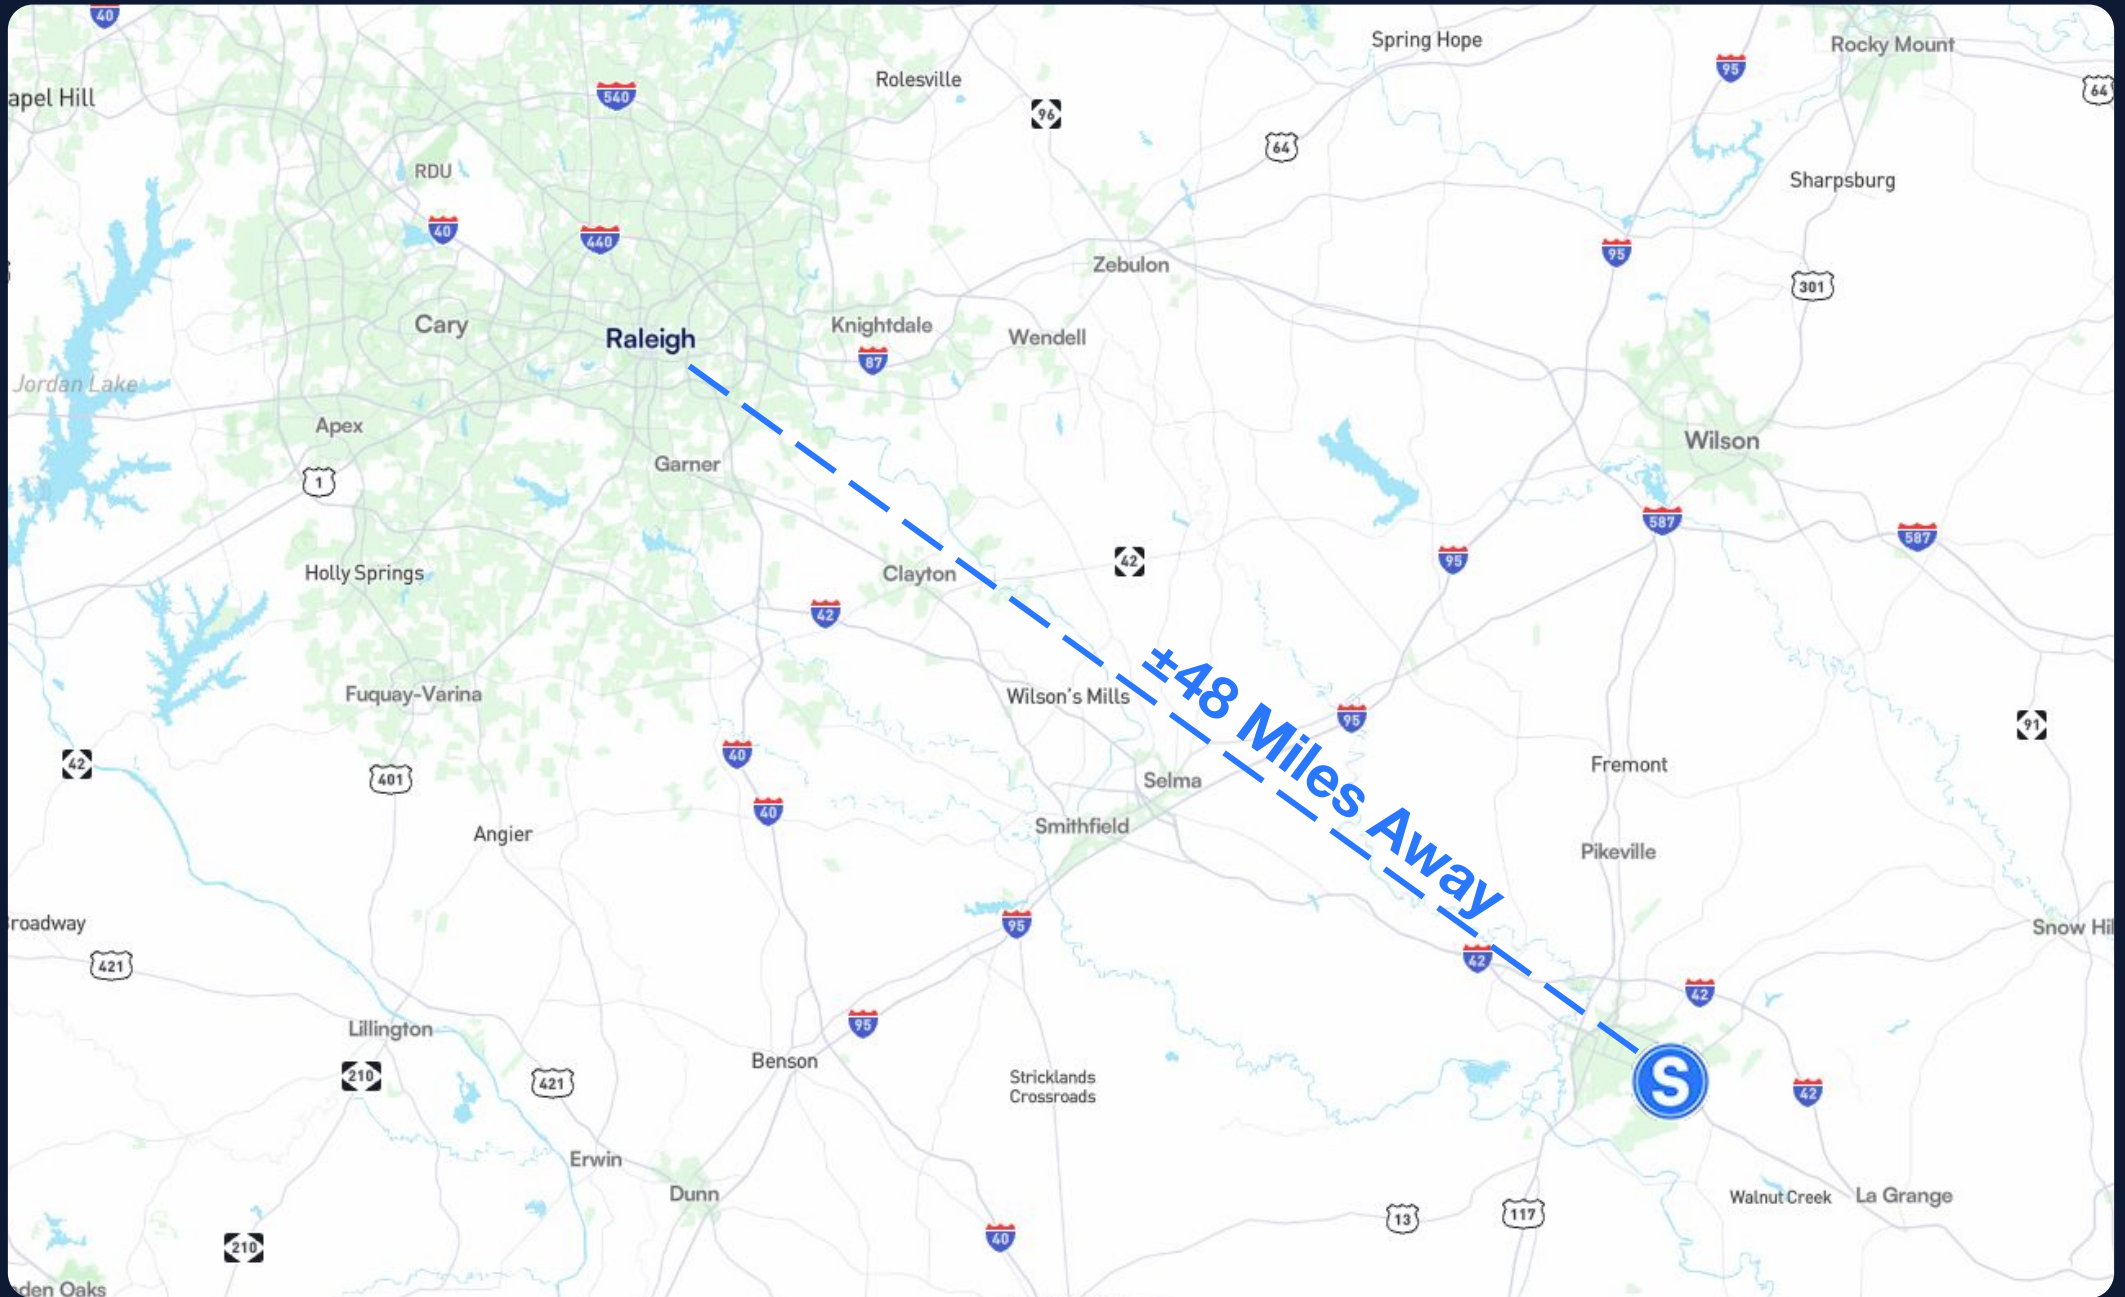 40
Spring Hope
Rocky Mount
95
Rolesville
64
apel Hill
540
96
64
RDU
Sharpsburg
40
440
95
Zebulon
301
Cary
Raleigh
Knightdale
Wendell
87
Jordan Lake
Apex
Wilson
Garner
1
587
587
42
95
Holly Springs
Clayton
42
±48 Miles Away
Fuquay-Varina
Wilson's Mills
95
91
40
42
401
Fremont
Selma
40
Smithfield
Angier
Pikeville
roadway
95
Snow Hil
42
421
42
95
Lillington
Benson
210
421
Stricklands
Crossroads
S
42
Erwin
Dunn
Walnut Creek
La Grange
13
117
40
210
den Oaks